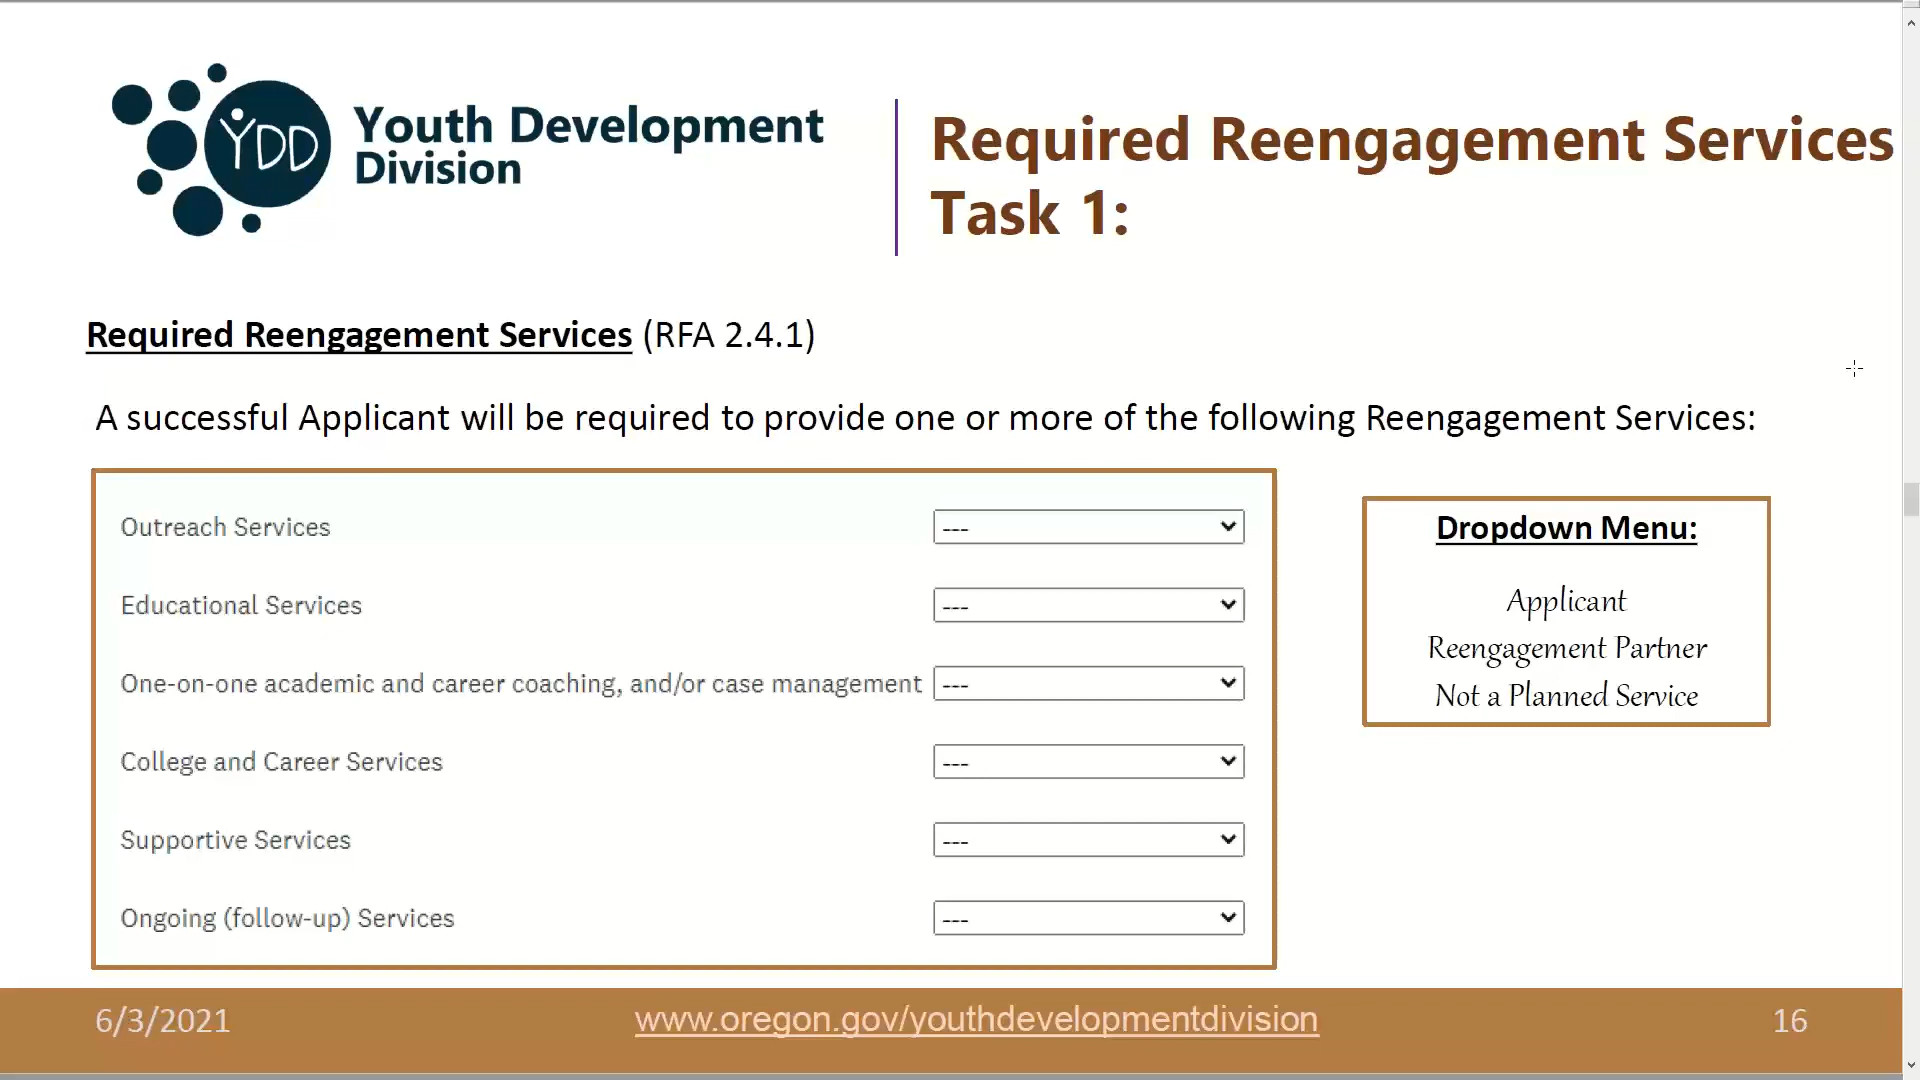 YDD
Youth Development
Division
Required Reengagement Services
Task 1:
Required Reengagement Services (RFA 2.4.1)
A successful Applicant will be required to provide one or more of the following Reengagement Services:
Outreach Services ---
Educational Services ---
One-on-one academic and career coaching, and/or case management ---
College and Career Services ---
Supportive Services ---
Ongoing (follow-up) Services ---
Dropdown Menu:
Applicant
Reengagement Partner
Not a Planned Service
6/3/2021
www.oregon.gov/youthdevelopmentdivision
16